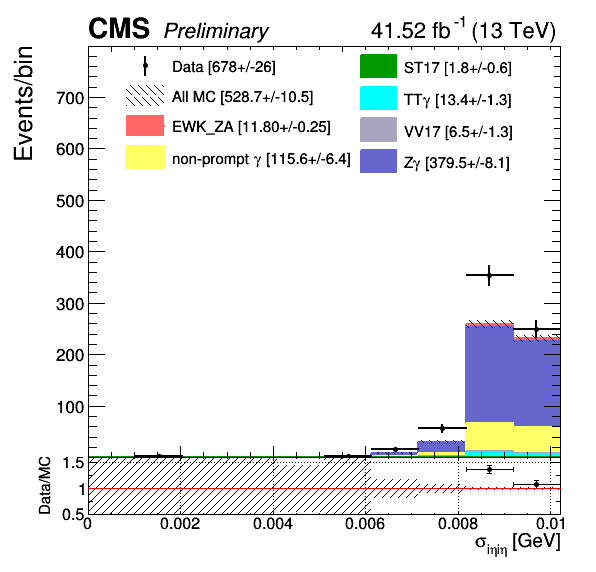 CMS Preliminary 41.52 fb⁻¹ (13 TeV)
Events/bin
Data [678+/-26]
All MC [528.7+/-10.5]
EWK_ZA [11.80+/-0.25]
non-prompt γ [115.6+/-6.4]
ST17 [1.8+/-0.6]
TTγ [13.4+/-1.3]
VV17 [6.5+/-1.3]
Zγ [379.5+/-8.1]
700
600
500
400
300
200
100
Data/MC
1.5
1
0.5
0 0.002 0.004 0.006 0.008 0.01
σiηiη [GeV]